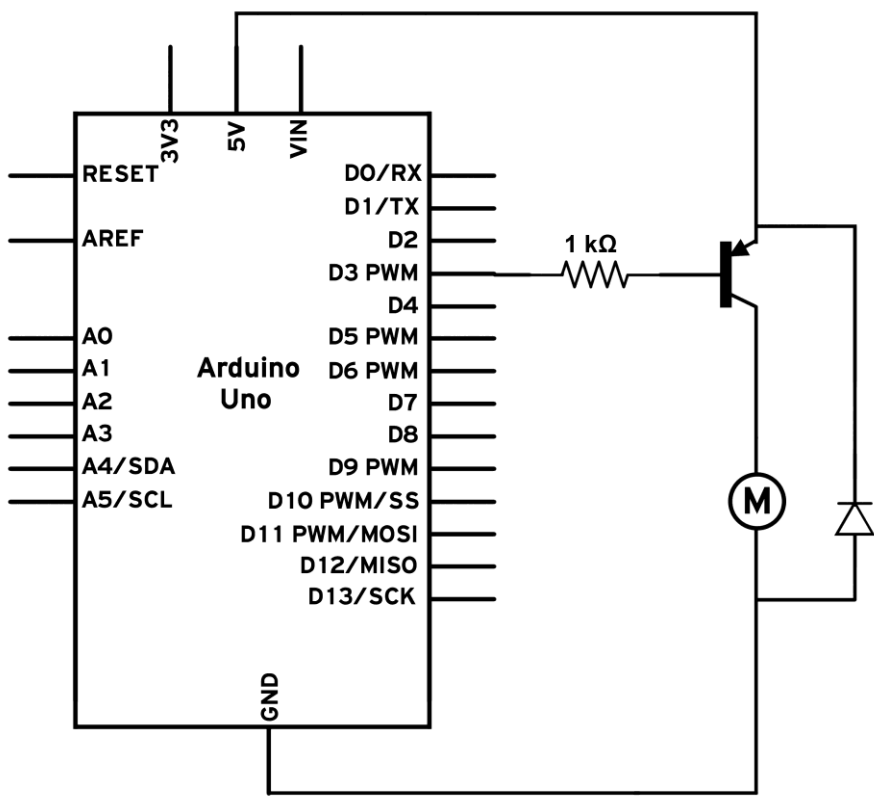 3V3
5V
VIN
RESET
D0/RX
D1/TX
AREF
D2
1 kΩ
D3 PWM
D4
A0
D5 PWM
A1
Arduino
Uno
D6 PWM
A2
D7
A3
D8
A4/SDA
D9 PWM
A5/SCL
D10 PWM/SS
M
D11 PWM/MOSI
D12/MISO
D13/SCK
GND